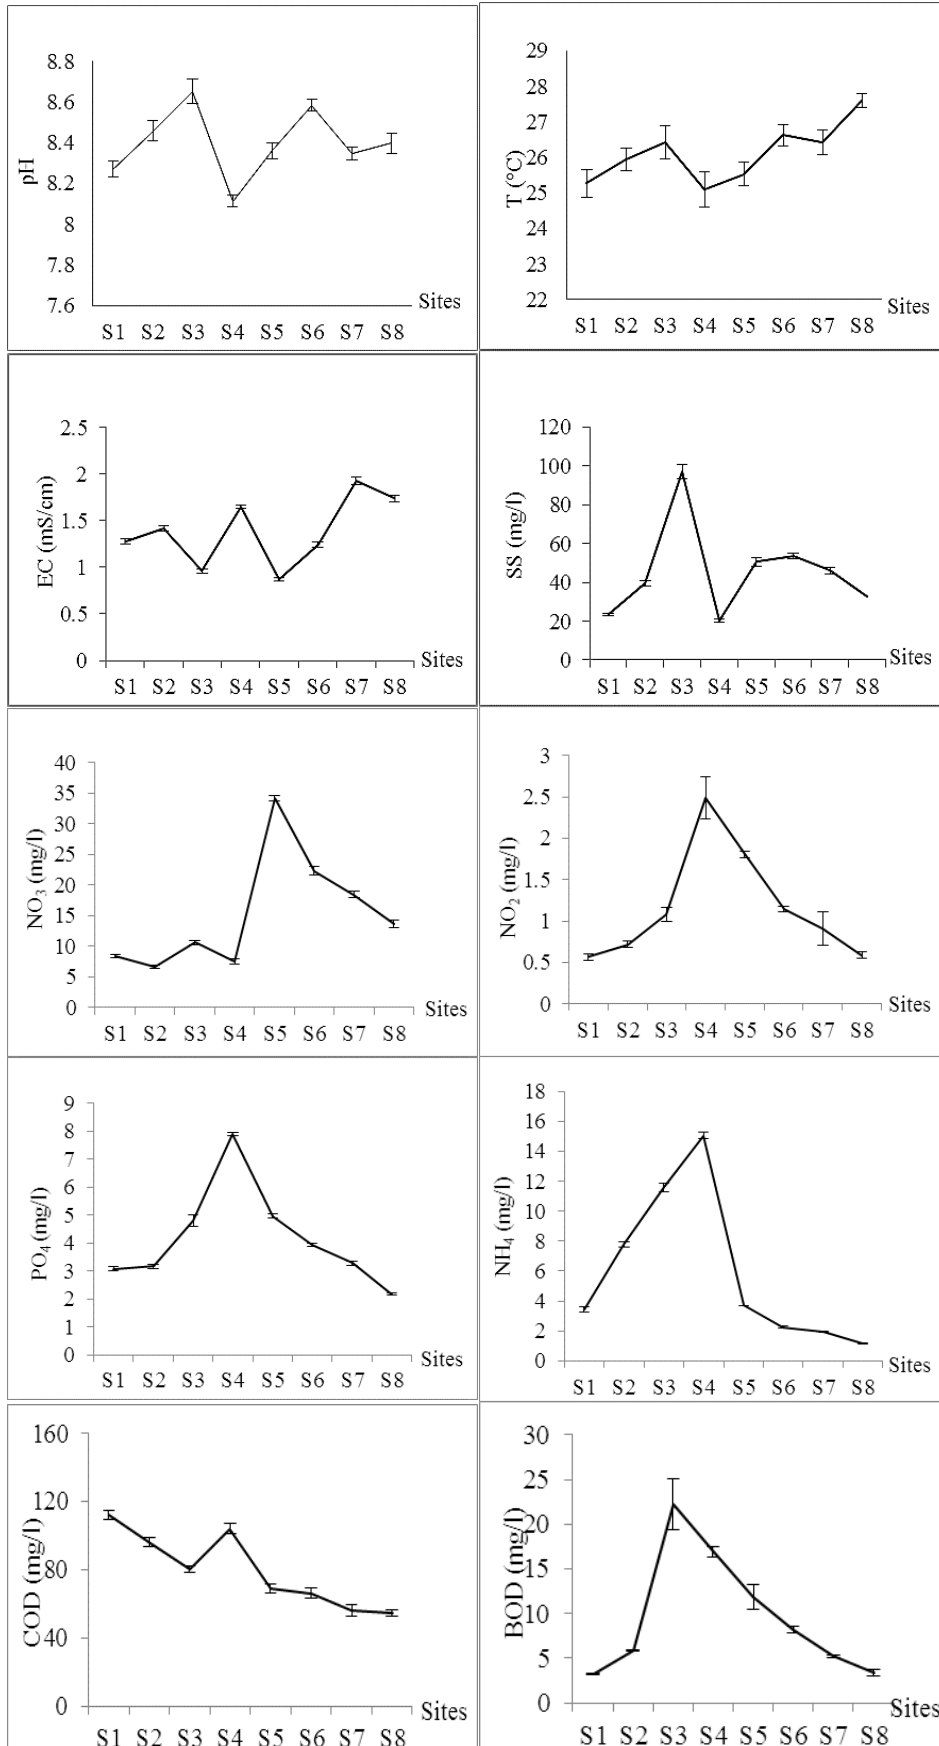 8.8
8.6
8.4
8.2
8
7.8
7.6
pH
Sites
S1 S2 S3 S4 S5 S6 S7 S8
29
28
27
26
25
24
23
22
T (°C)
Sites
S1 S2 S3 S4 S5 S6 S7 S8
2.5
2
1.5
1
0.5
0
EC (mS/cm)
Sites
S1 S2 S3 S4 S5 S6 S7 S8
120
100
80
60
40
20
0
SS (mg/l)
Sites
S1 S2 S3 S4 S5 S6 S7 S8
40
35
30
25
20
15
10
5
0
NO₃ (mg/l)
Sites
S1 S2 S3 S4 S5 S6 S7 S8
3
2.5
2
1.5
1
0.5
0
NO₂ (mg/l)
Sites
S1 S2 S3 S4 S5 S6 S7 S8
9
8
7
6
5
4
3
2
1
0
PO₄ (mg/l)
Sites
S1 S2 S3 S4 S5 S6 S7 S8
18
16
14
12
10
8
6
4
2
0
NH₄ (mg/l)
Sites
S1 S2 S3 S4 S5 S6 S7 S8
160
120
80
40
0
COD (mg/l)
Sites
S1 S2 S3 S4 S5 S6 S7 S8
30
25
20
15
10
5
0
BOD (mg/l)
Sites
S1 S2 S3 S4 S5 S6 S7 S8